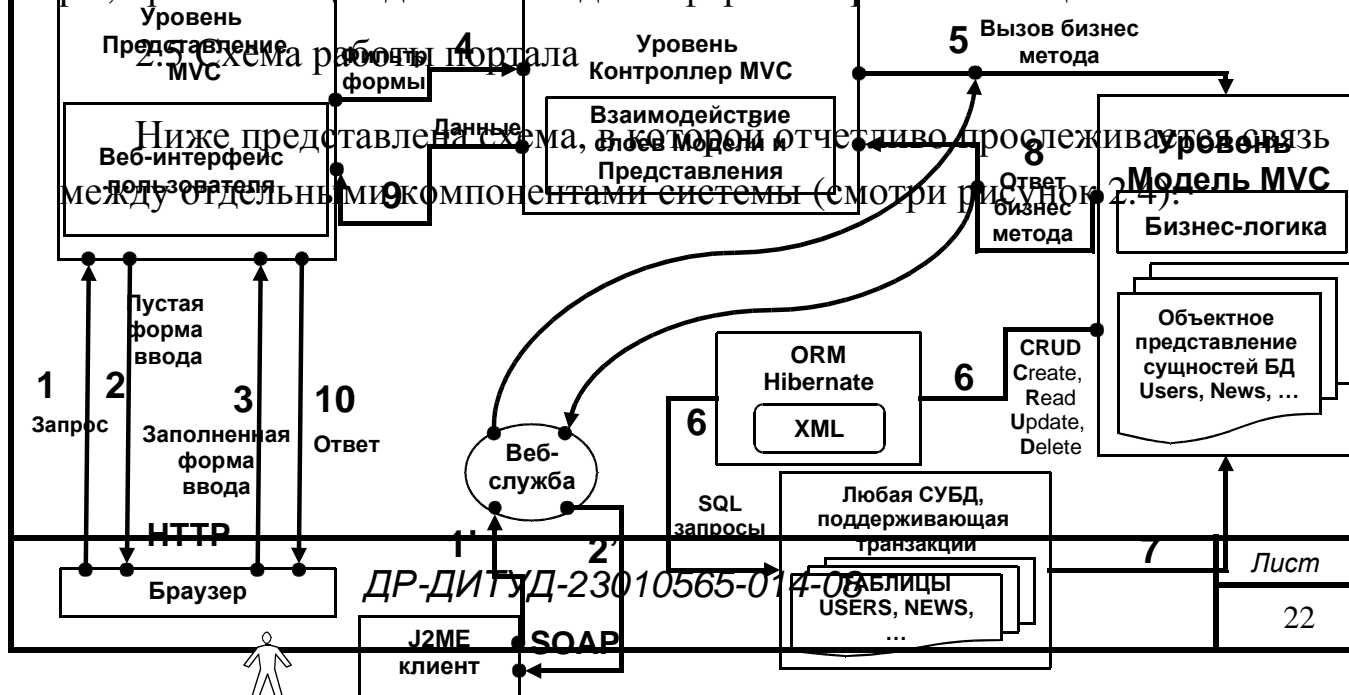 2.5 Схема работы портала
Ниже представлена схема, в которой отчетливо прослеживается связь
между отдельными компонентами системы (смотри рисунок 2.4).
Уровень
Представление
MVC
Веб-интерфейс
пользователя
Фильтр
формы
4
Данные
9
Уровень
Контроллер MVC
Взаимодействие
слоев Модели и
Представления
5
Вызов бизнес
метода
8
Ответ
бизнес
метода
Уровень
Модель MVC
Бизнес-логика
Объектное
представление
сущностей БД
Users, News, …
Пустая
форма
ввода
1
2
3
10
Запрос
Заполненная
форма
ввода
Ответ
HTTP
Браузер
Веб-
служба
1'
2'
J2ME
клиент
SOAP
ORM
Hibernate
XML
6
6
CRUD
Create,
Read
Update,
Delete
SQL
запросы
Любая СУБД,
поддерживающая
транзакции
ТАБЛИЦЫ
USERS, NEWS,
…
7
ДР-ДИТУД-23010565-014-08
Лист
22